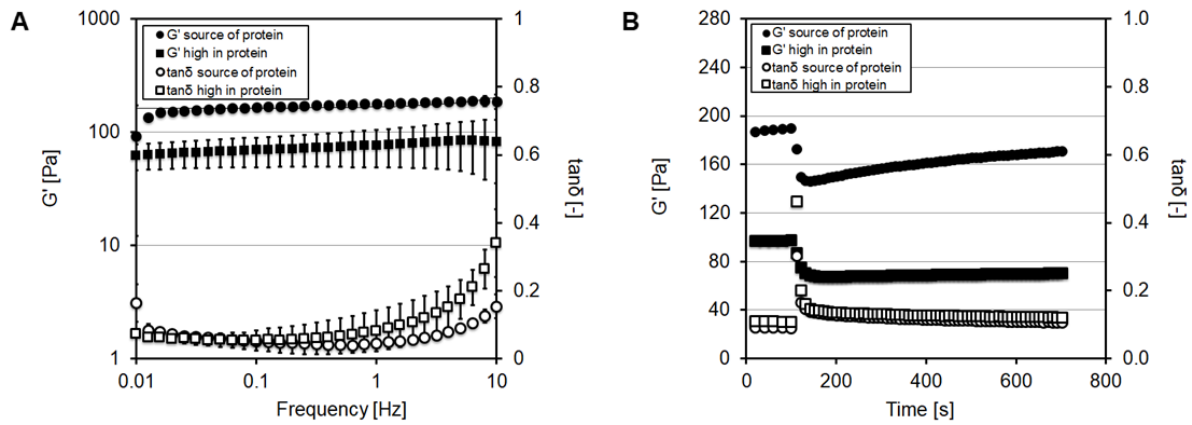 A
1000
100
10
1
G' [Pa]
G' source of protein
G' high in protein
tanδ source of protein
tanδ high in protein
1
0.8
0.6
0.4
0.2
0
tanδ [-]
0.01
0.1
1
10
Frequency [Hz]
B
280
240
200
160
120
80
40
0
G' [Pa]
G' source of protein
G' high in protein
tanδ source of protein
tanδ high in protein
1.0
0.8
0.6
0.4
0.2
0.0
tanδ [-]
0
200
400
600
800
Time [s]